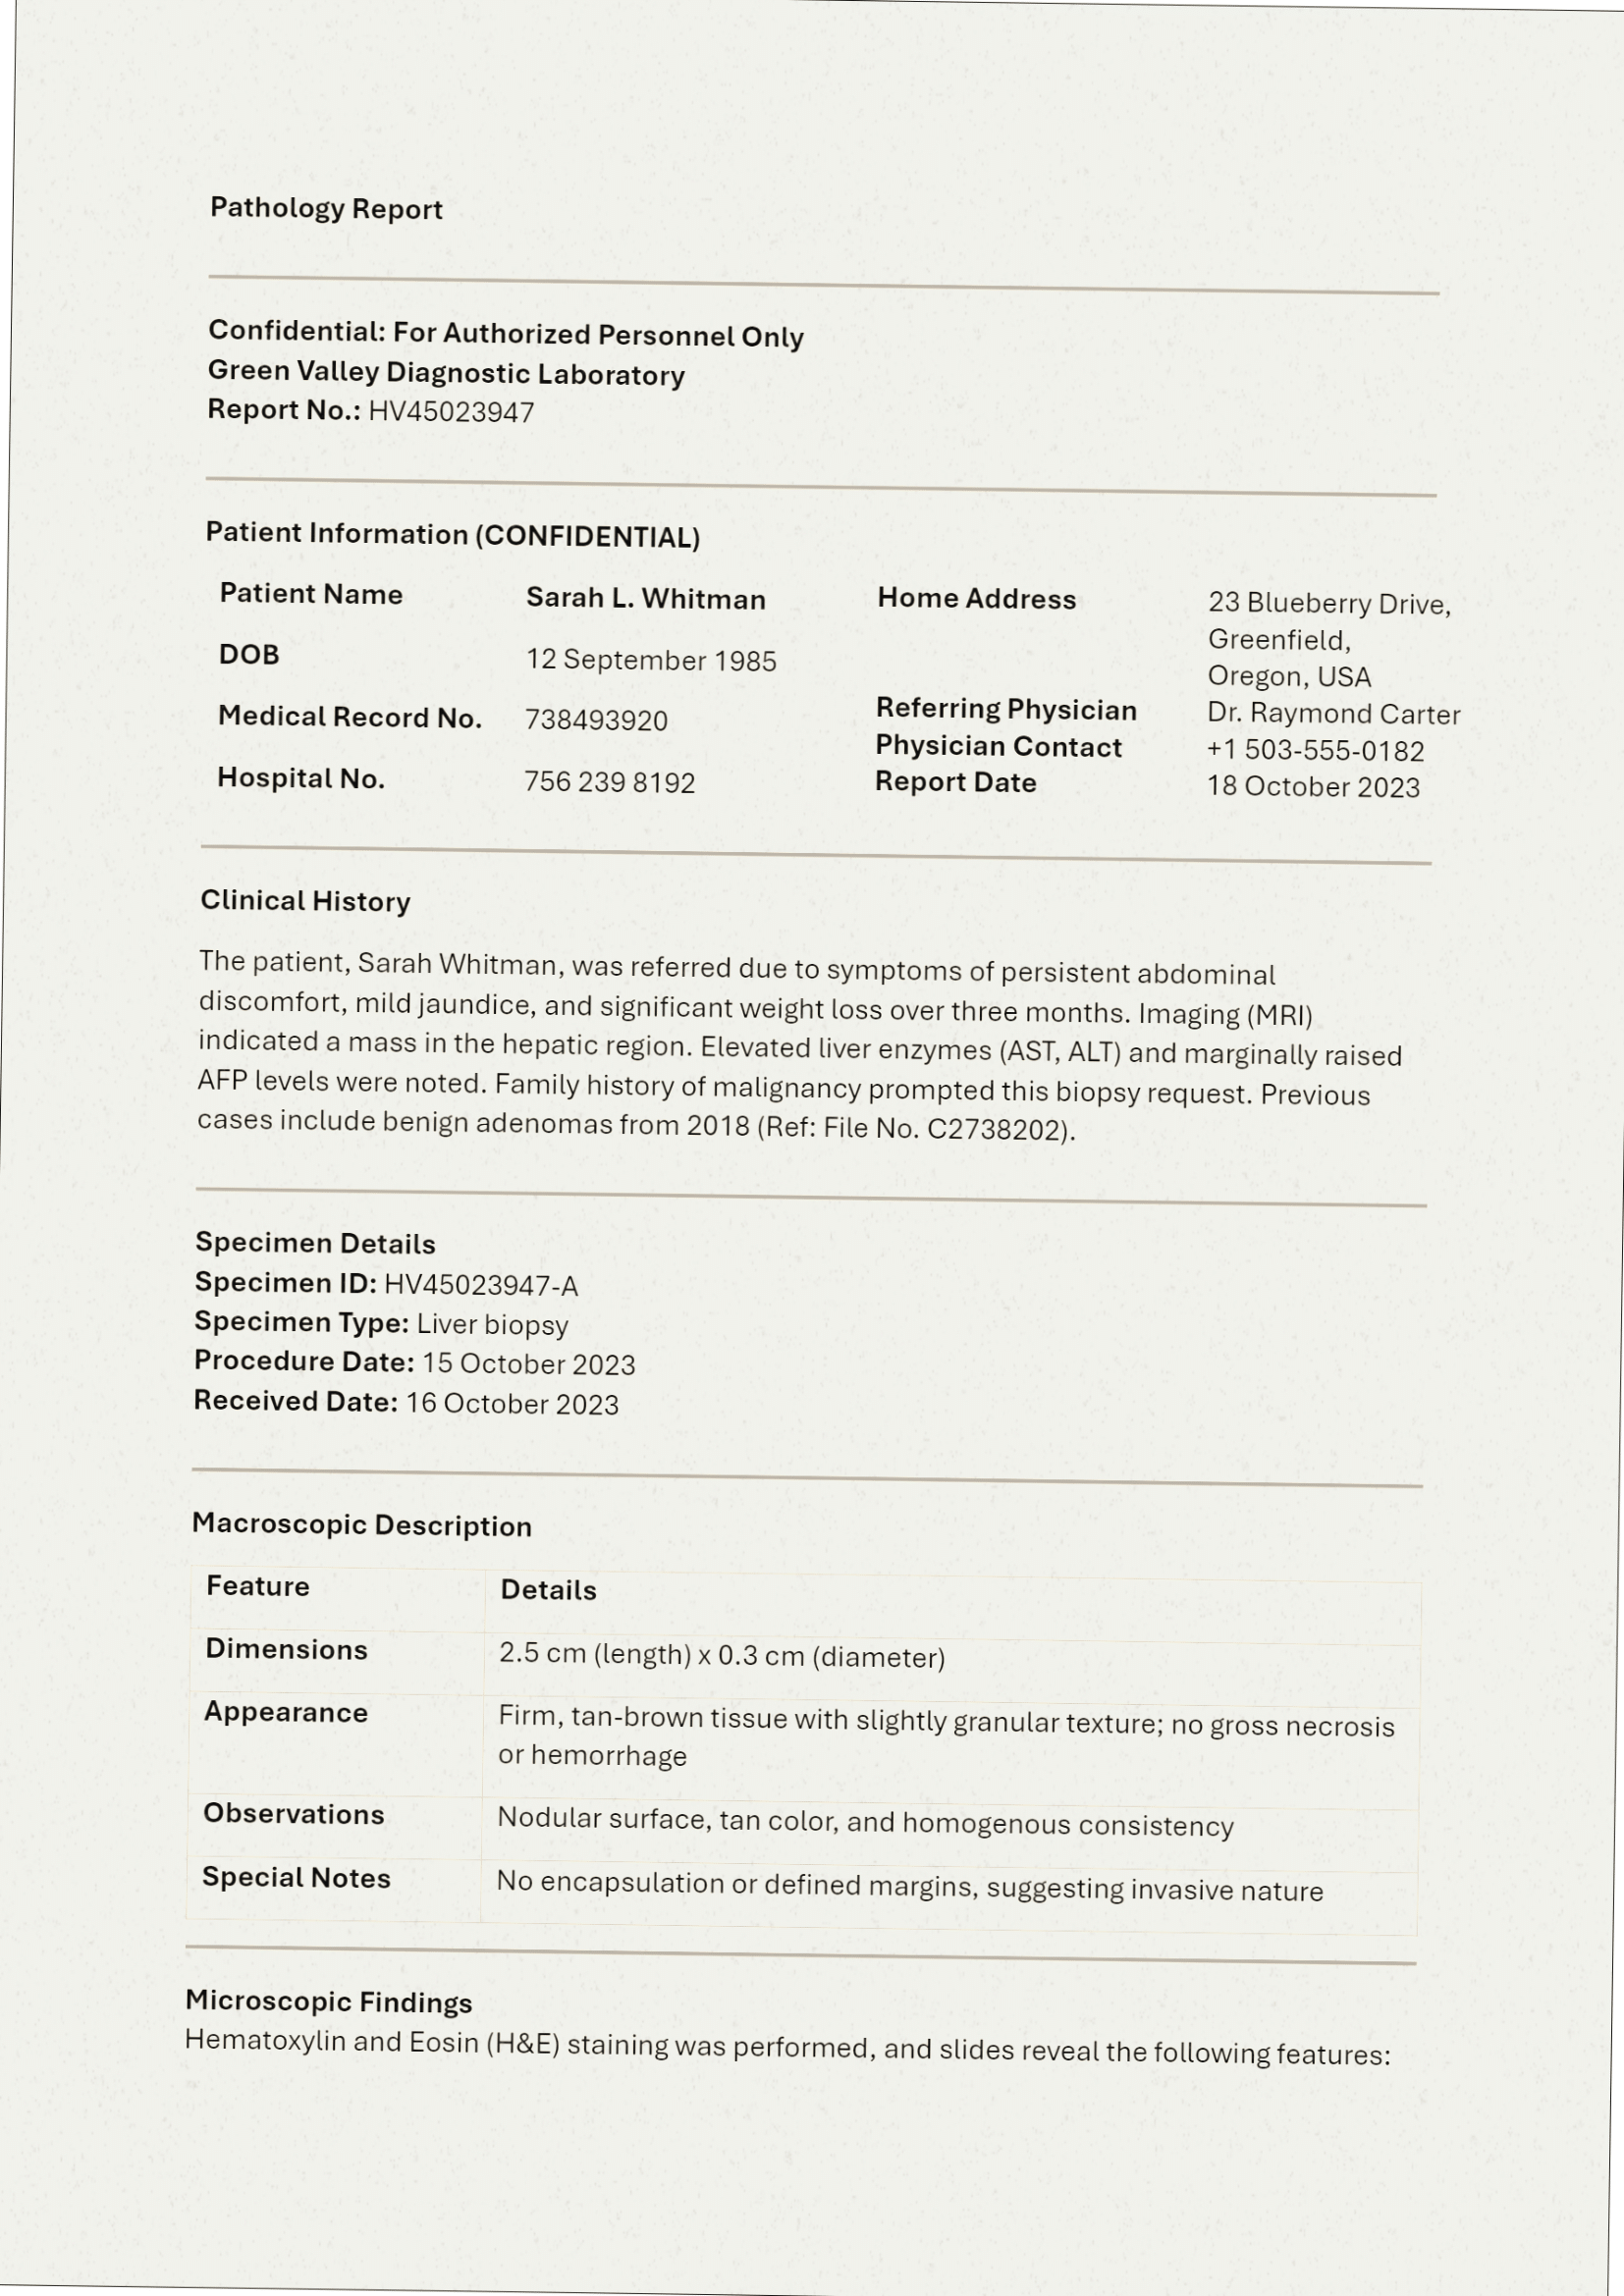 Pathology Report
Confidential: For Authorized Personnel Only
Green Valley Diagnostic Laboratory
Report No.: HV45023947
Patient Information (CONFIDENTIAL)
Patient Name Sarah L. Whitman
DOB 12 September 1985
Medical Record No. 738493920
Hospital No. 756 239 8192
Home Address 23 Blueberry Drive,
Greenfield,
Oregon, USA
Referring Physician Dr. Raymond Carter
Physician Contact +1 503-555-0182
Report Date 18 October 2023
Clinical History
The patient, Sarah Whitman, was referred due to symptoms of persistent abdominal
discomfort, mild jaundice, and significant weight loss over three months. Imaging (MRI)
indicated a mass in the hepatic region. Elevated liver enzymes (AST, ALT) and marginally raised
AFP levels were noted. Family history of malignancy prompted this biopsy request. Previous
cases include benign adenomas from 2018 (Ref: File No. C2738202).
Specimen Details
Specimen ID: HV45023947-A
Specimen Type: Liver biopsy
Procedure Date: 15 October 2023
Received Date: 16 October 2023
Macroscopic Description
Feature Details
Dimensions 2.5 cm (length) x 0.3 cm (diameter)
Appearance Firm, tan-brown tissue with slightly granular texture; no gross necrosis
or hemorrhage
Observations Nodular surface, tan color, and homogenous consistency
Special Notes No encapsulation or defined margins, suggesting invasive nature
Microscopic Findings
Hematoxylin and Eosin (H&E) staining was performed, and slides reveal the following features: